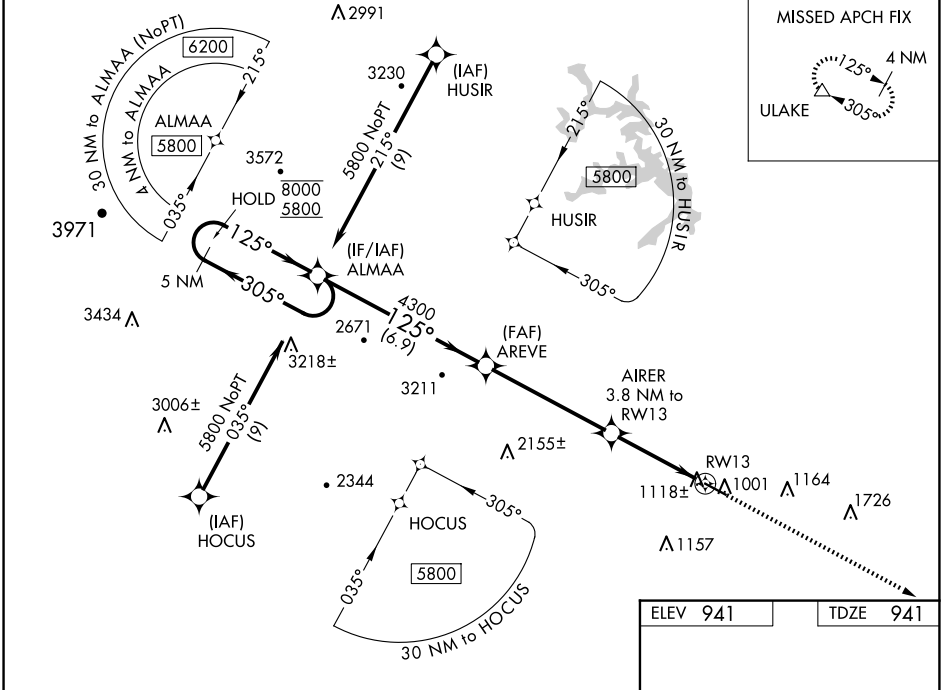 2991
MISSED APCH FIX
125°
4 NM
ULAKE
305°
30 NM to ALMAA (NoPT)
6200
4 NM to ALMAA
215°
ALMAA
5800
035°
3230
(IAF)
HUSIR
5800 NoPT
215°
(9)
215°
5800
30 NM to HUSIR
HUSIR
305°
3572
HOLD
8000
5800
3971
125°
5 NM
305°
(IF/IAF)
ALMAA
3434
2671
4300
125°
(6.9)
(FAF)
AREVE
3218±
3211
AIRER
3.8 NM to
RW13
3006±
5800 NoPT
035°
(9)
2155±
2344
(IAF)
HOCUS
305°
HOCUS
035°
5800
30 NM to HOCUS
RW13
1118±
1001
1164
1726
1157
ELEV 941
TDZE 941